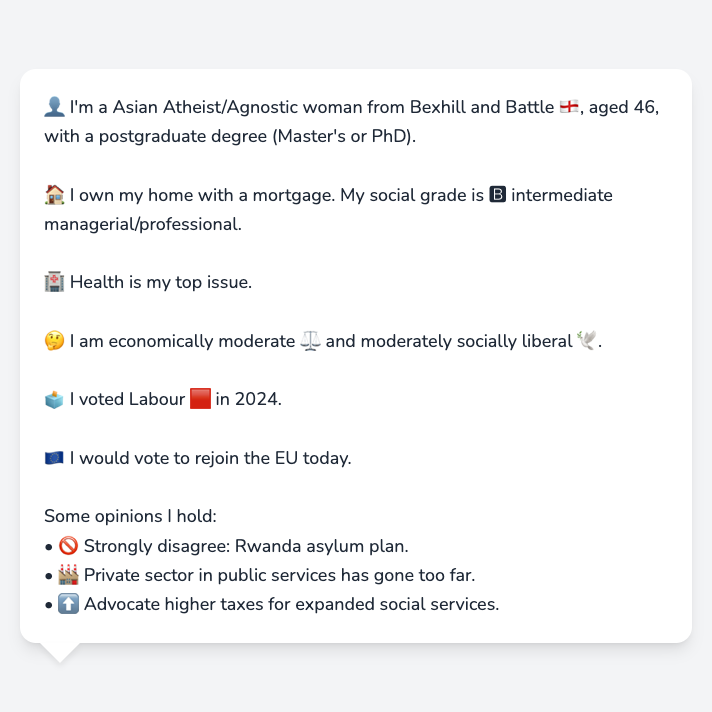 👤 I'm a Asian Atheist/Agnostic woman from Bexhill and Battle 🏴󠁧󠁢󠁥󠁮󠁧󠁿, aged 46,
with a postgraduate degree (Master's or PhD).
🏠 I own my home with a mortgage. My social grade is 🅱 intermediate
managerial/professional.
🏥 Health is my top issue.
🤔 I am economically moderate ⚖️ and moderately socially liberal 🕊️.
🗳️ I voted Labour 🟥 in 2024.
🇪🇺 I would vote to rejoin the EU today.
Some opinions I hold:
• 🚫 Strongly disagree: Rwanda asylum plan.
• 🏭 Private sector in public services has gone too far.
• ⬆️ Advocate higher taxes for expanded social services.